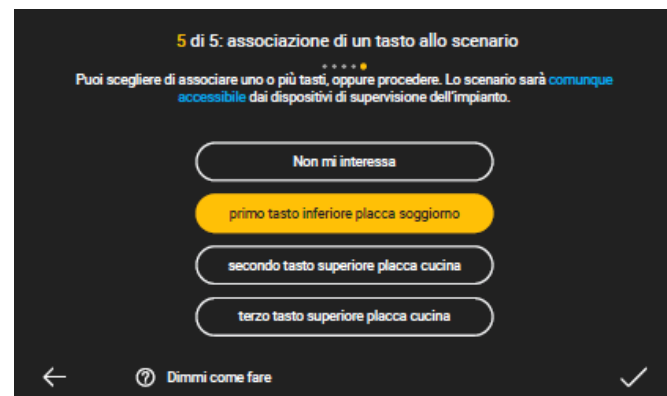 5 di 5: associazione di un tasto allo scenario
Puoi scegliere di associare uno o più tasti, oppure procedere. Lo scenario sarà comunque
accessibile dai dispositivi di supervisione dell'impianto.
Non mi interessa
primo tasto inferiore placca soggiorno
secondo tasto superiore placca cucina
terzo tasto superiore placca cucina
Dimmi come fare